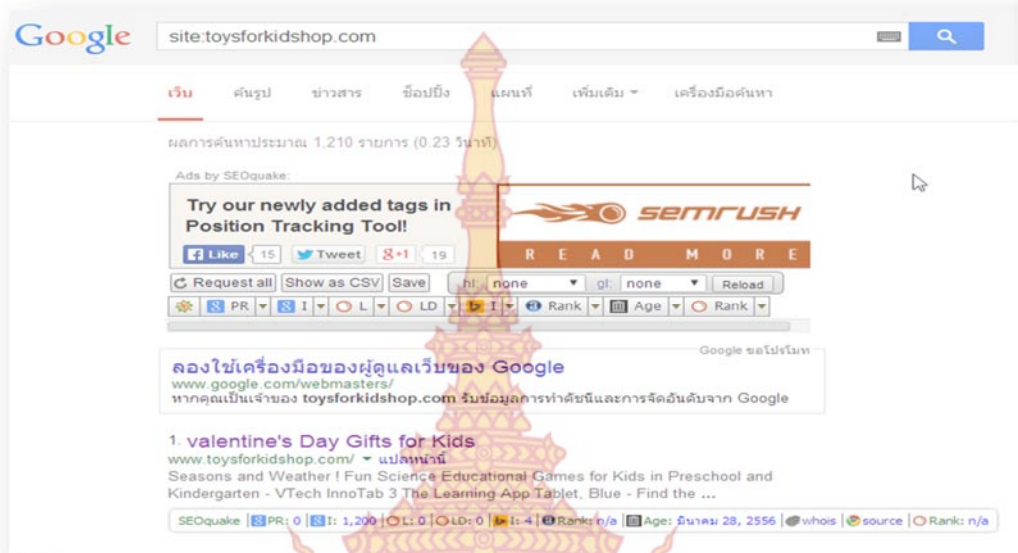 Google site:toysforkidshop.com
เว็บ ค้นรูป ข่าวสาร ช็อปปิ้ง แผนที่ เพิ่มเติม เครื่องมือค้นหา
ผลการค้นหาประมาณ 1,210 รายการ (0.23 วินาที)
Ads by SEOquake:
Try our newly added tags in
Position Tracking Tool!
Like 15 Tweet g+1 19
semrush
READ MORE
Request all Show as CSV Save hl: none gl: none Reload
PR I L LD I Rank Age Rank
Google ขอโปรโมท
ลองใช้เครื่องมือของผู้ดูแลเว็บของ Google
www.google.com/webmasters/
หากคุณเป็นเจ้าของ toysforkidshop.com รับข้อมูลการทำดัชนีและการจัดอันดับจาก Google
1. valentine's Day Gifts for Kids
www.toysforkidshop.com/ แปลหน้านี้
Seasons and Weather ! Fun Science Educational Games for Kids in Preschool and
Kindergarten - VTech InnoTab 3 The Learning App Tablet, Blue - Find the ...
SEOquake PR: 0 I: 1,200 L: 0 LD: 0 I: 4 Rank: n/a Age: มีนาคม 28, 2556 whois source Rank: n/a